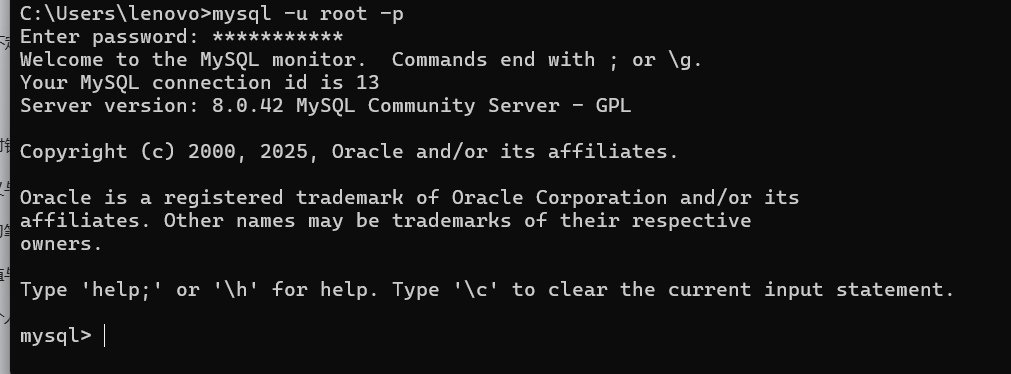 C:\Users\lenovo>mysql -u root -p
Enter password: ***********
Welcome to the MySQL monitor.  Commands end with ; or \g.
Your MySQL connection id is 13
Server version: 8.0.42 MySQL Community Server - GPL
Copyright (c) 2000, 2025, Oracle and/or its affiliates.
Oracle is a registered trademark of Oracle Corporation and/or its
affiliates. Other names may be trademarks of their respective
owners.
Type 'help;' or '\h' for help. Type '\c' to clear the current input statement.
mysql>